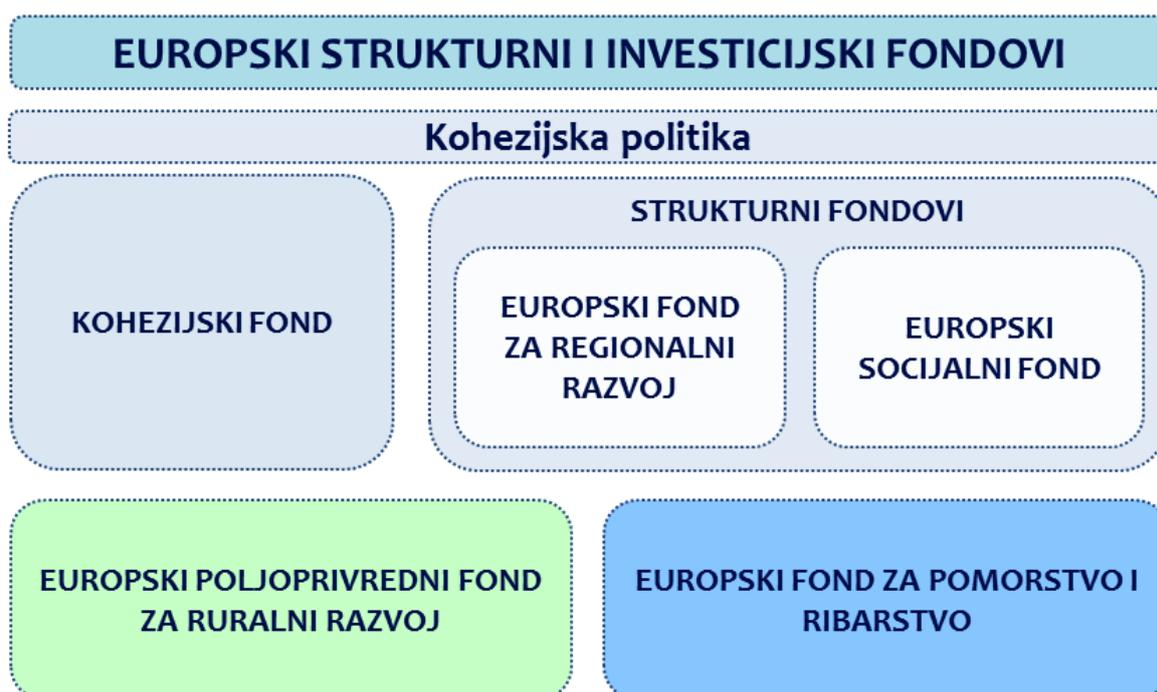 EUROPSKI STRUKTURNI I INVESTICIJSKI FONDOVI
Kohezijska politika
KOHEZIJSKI FOND
STRUKTURNI FONDOVI
EUROPSKI FOND
ZA REGIONALNI
RAZVOJ
EUROPSKI
SOCIJALNI FOND
EUROPSKI POLJOPRIVREDNI FOND
ZA RURALNI RAZVOJ
EUROPSKI FOND ZA POMORSTVO I
RIBARSTVO